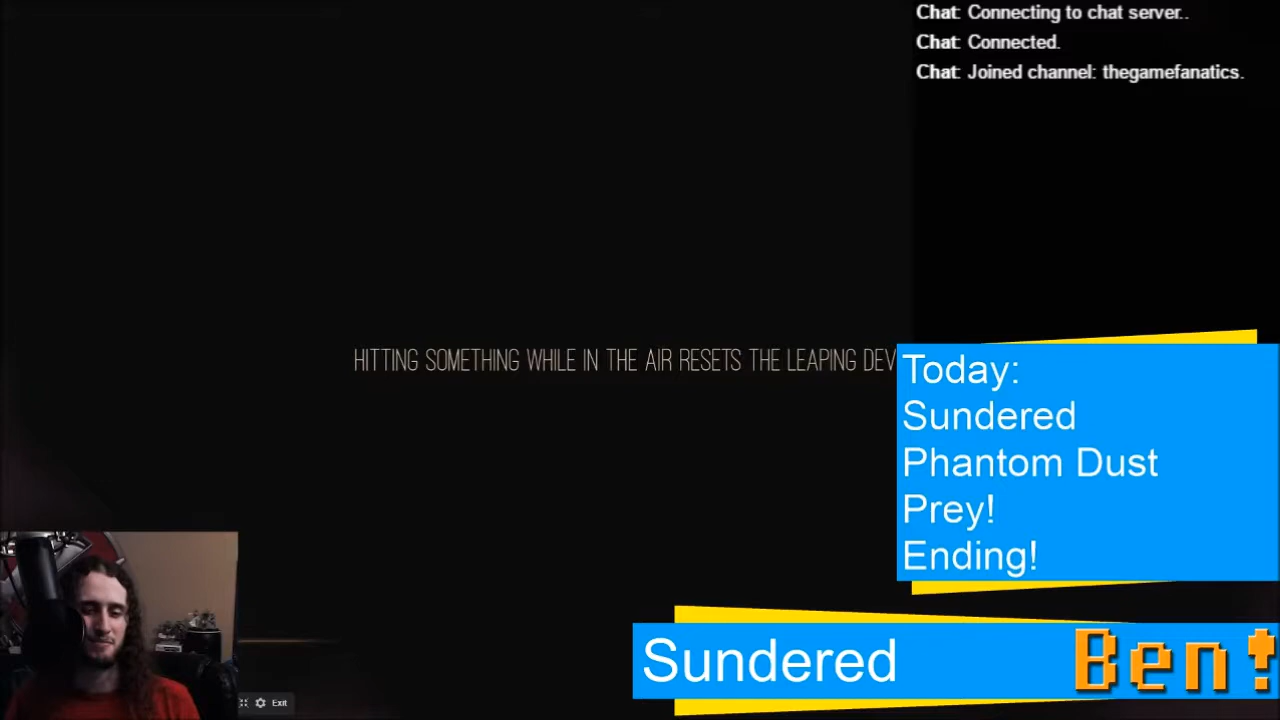 Chat: Connecting to chat server..
Chat: Connected.
Chat: Joined channel: thegamefanatics.
HITTING SOMETHING WHILE IN THE AIR RESETS THE LEAPING DEV
Today:
Sundered
Phantom Dust
Prey!
Ending!
Sundered Ben!
Exit